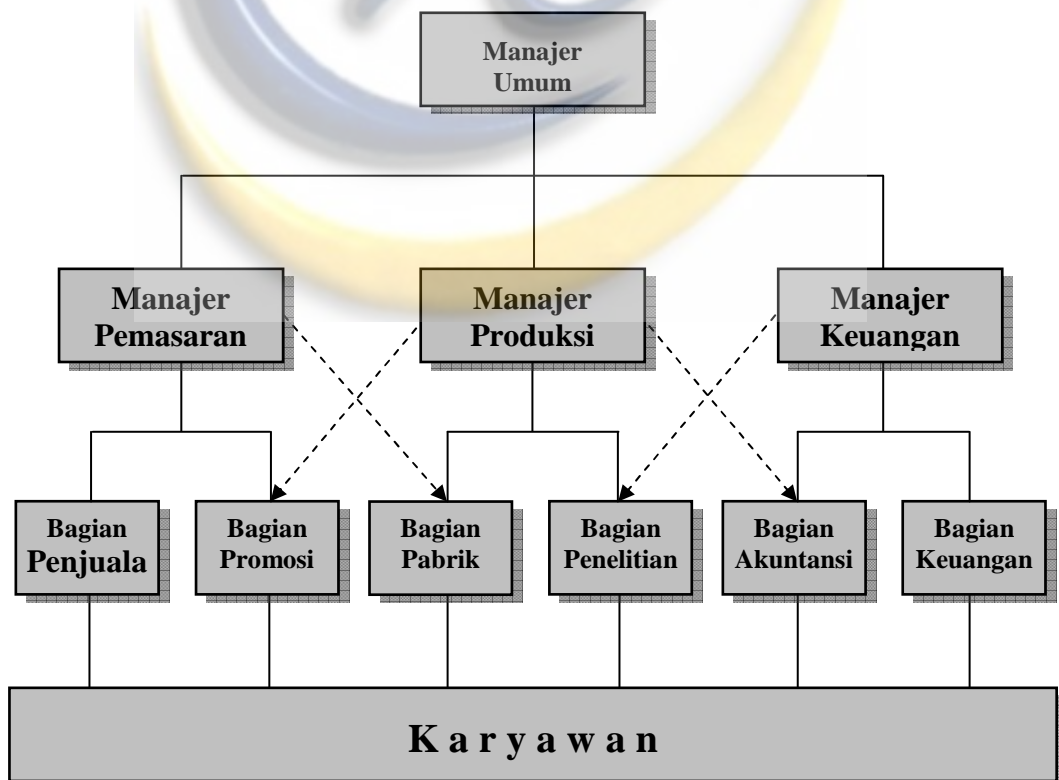 Manajer
Umum
Manajer
Pemasaran
Manajer
Produksi
Manajer
Keuangan
Bagian
Penjuala
Bagian
Promosi
Bagian
Pabrik
Bagian
Penelitian
Bagian
Akuntansi
Bagian
Keuangan
K a r y a w a n